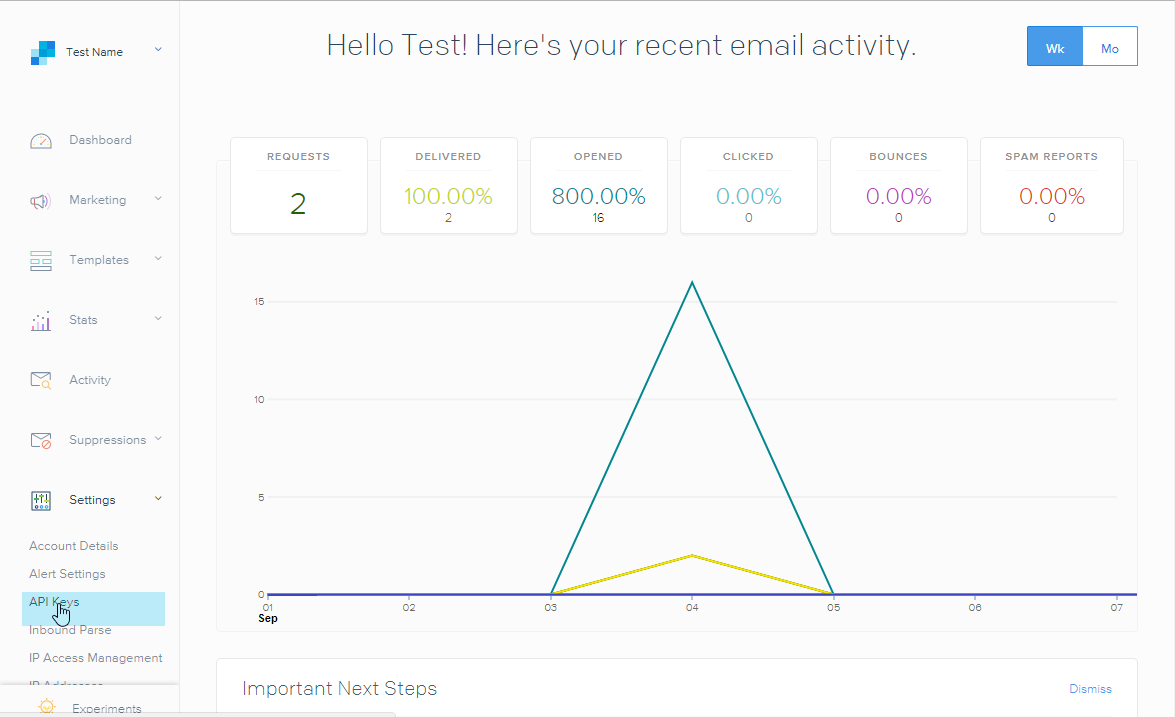 Test Name
Dashboard
Marketing
Templates
Stats
Activity
Suppressions
Settings
Account Details
Alert Settings
API Keys
Inbound Parse
IP Access Management
IP Addresses
Experiments
Hello Test! Here's your recent email activity.
Wk Mo
REQUESTS
2
DELIVERED
100.00%
2
OPENED
800.00%
16
CLICKED
0.00%
0
BOUNCES
0.00%
0
SPAM REPORTS
0.00%
0
15
10
5
0
01 02 03 04 05 06 07
Sep
Important Next Steps
Dismiss